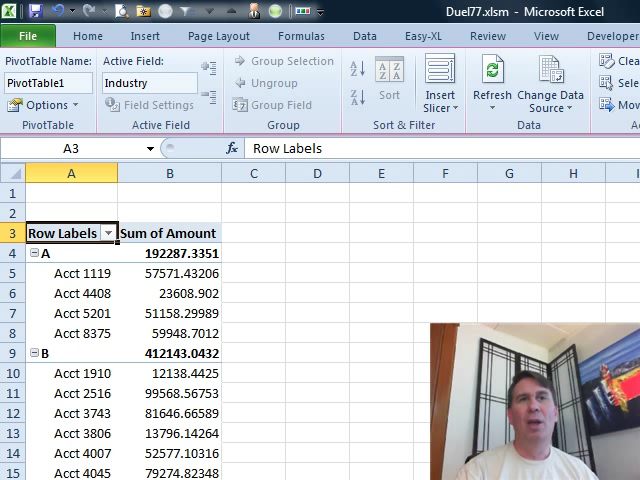 Duel77.xlsm - Microsoft Excel
File Home Insert Page Layout Formulas Data Easy-XL Review View Developer
PivotTable Name: Active Field: Group Selection Clea
PivotTable1 Industry Ungroup Sort Insert Slicer Refresh Change Data Source Sele
Options Field Settings Group Field Mov
PivotTable Active Field Group Sort & Filter Data
A3 fx Row Labels
A B C D E F G H
1
2
3 Row Labels Sum of Amount
4 A 192287.3351
5 Acct 1119 57571.43206
6 Acct 4408 23608.902
7 Acct 5201 51158.29989
8 Acct 8375 59948.7012
9 B 412143.0432
10 Acct 1910 12138.4425
11 Acct 2516 99568.56753
12 Acct 3743 81646.66589
13 Acct 3806 13796.14264
14 Acct 4007 52577.10316
15 Acct 4045 79274.82348